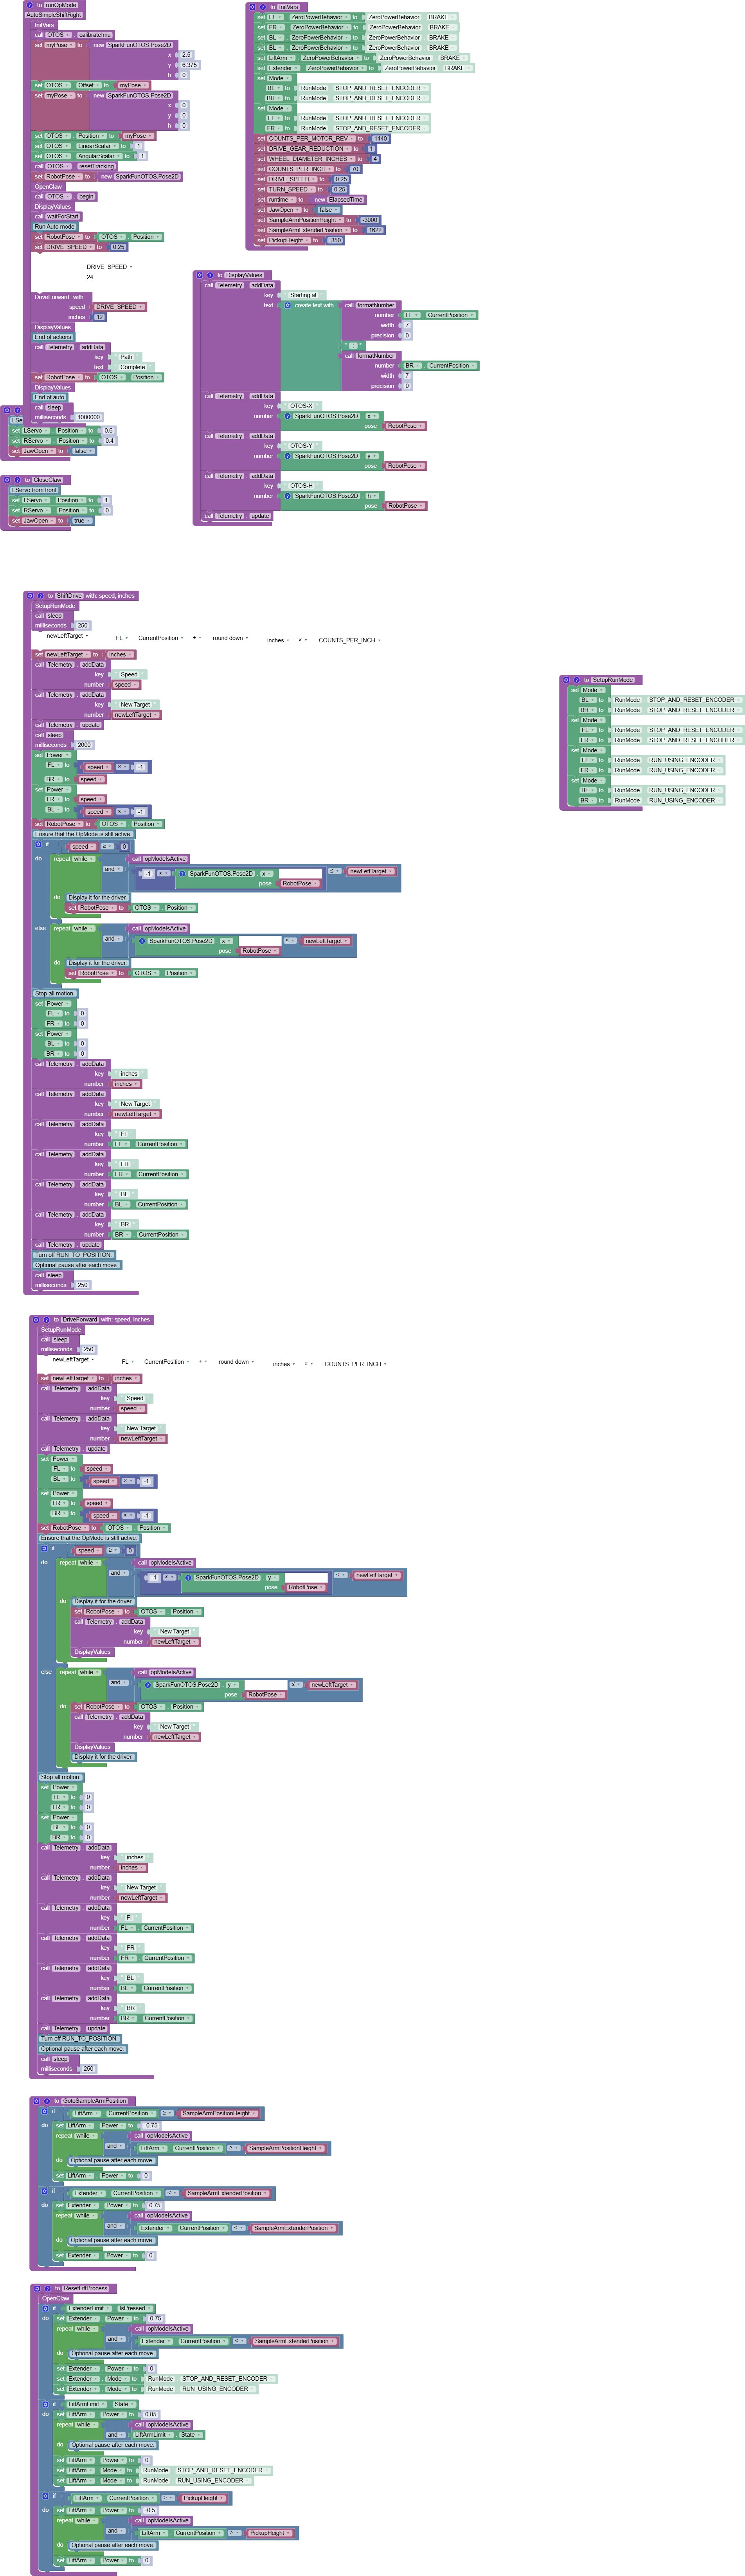 to runOpMode
AutoSimpleShiftRight
InitVars
call OTOS . calibrateImu
set myPose to new SparkFunOTOS.Pose2D
x 2.5
y 6.375
h 0
set OTOS . Offset to myPose
set myPose to new SparkFunOTOS.Pose2D
x 0
y 0
h 0
set OTOS . Position to myPose
set OTOS . LinearScalar to 1
set OTOS . AngularScalar to 1
call OTOS . resetTracking
set RobotPose to new SparkFunOTOS.Pose2D
OpenClaw
call OTOS . begin
DisplayValues
call waitForStart
Run Auto mode
set RobotPose to OTOS . Position
set DRIVE_SPEED to 0.25
DRIVE_SPEED
24
DriveForward with
speed DRIVE_SPEED
inches 12
DisplayValues
End of actions
call Telemetry . addData
key " Path "
text " Complete "
set RobotPose to OTOS . Position
DisplayValues
End of auto
call sleep
milliseconds 1000000
set LServo . Position to 0.6
set RServo . Position to 0.4
set JawOpen to false
to CloseClaw
LServo from front
set LServo . Position to 1
set RServo . Position to 0
set JawOpen to true
to InitVars
set FL . ZeroPowerBehavior to ZeroPowerBehavior BRAKE
set FR . ZeroPowerBehavior to ZeroPowerBehavior BRAKE
set BL . ZeroPowerBehavior to ZeroPowerBehavior BRAKE
set BL . ZeroPowerBehavior to ZeroPowerBehavior BRAKE
set LiftArm . ZeroPowerBehavior to ZeroPowerBehavior BRAKE
set Extender . ZeroPowerBehavior to ZeroPowerBehavior BRAKE
set Mode
BL to RunMode STOP_AND_RESET_ENCODER
BR to RunMode STOP_AND_RESET_ENCODER
set Mode
FL to RunMode STOP_AND_RESET_ENCODER
FR to RunMode STOP_AND_RESET_ENCODER
set COUNTS_PER_MOTOR_REV to 1440
set DRIVE_GEAR_REDUCTION to 1
set WHEEL_DIAMETER_INCHES to 4
set COUNTS_PER_INCH to 70
set DRIVE_SPEED to 0.25
set TURN_SPEED to 0.25
set runtime to new ElapsedTime
set JawOpen to false
set SampleArmPositionHeight to -3000
set SampleArmExtenderPosition to 1622
set PickupHeight to -350
to DisplayValues
call Telemetry . addData
key " Starting at "
text create text with call formatNumber
number FL . CurrentPosition
width 7
precision 0
call formatNumber
number BR . CurrentPosition
width 7
precision 0
call Telemetry . addData
key " OTOS-X "
number SparkFunOTOS.Pose2D . x
pose RobotPose
call Telemetry . addData
key " OTOS-Y "
number SparkFunOTOS.Pose2D . y
pose RobotPose
call Telemetry . addData
key " OTOS-H "
number SparkFunOTOS.Pose2D . h
pose RobotPose
call Telemetry . update
to ShiftDrive with: speed, inches
SetupRunMode
call sleep
milliseconds 250
newLeftTarget FL CurrentPosition + round down inches × COUNTS_PER_INCH
set newLeftTarget to inches
call Telemetry . addData
key " Speed "
number speed
call Telemetry . addData
key " New Target "
number newLeftTarget
call Telemetry . update
call sleep
milliseconds 2000
set Power
FL to speed × -1
BR to speed
set Power
FR to speed
BL to speed × -1
set RobotPose to OTOS . Position
Ensure that the OpMode is still active.
if speed ≥ 0
do repeat while call opModeIsActive
and -1 × SparkFunOTOS.Pose2D . x ≤ newLeftTarget
pose RobotPose
do Display it for the driver.
set RobotPose to OTOS . Position
else repeat while call opModeIsActive
and SparkFunOTOS.Pose2D . x ≤ newLeftTarget
pose RobotPose
do Display it for the driver.
set RobotPose to OTOS . Position
Stop all motion.
set Power
FL to 0
FR to 0
set Power
BL to 0
BR to 0
call Telemetry . addData
key " inches "
number inches
call Telemetry . addData
key " New Target "
number newLeftTarget
call Telemetry . addData
key " Fl "
number FL . CurrentPosition
call Telemetry . addData
key " FR "
number FR . CurrentPosition
call Telemetry . addData
key " BL "
number BL . CurrentPosition
call Telemetry . addData
key " BR "
number BR . CurrentPosition
call Telemetry . update
Turn off RUN_TO_POSITION.
Optional pause after each move.
call sleep
milliseconds 250
to SetupRunMode
set Mode
BL to RunMode STOP_AND_RESET_ENCODER
BR to RunMode STOP_AND_RESET_ENCODER
set Mode
FL to RunMode STOP_AND_RESET_ENCODER
FR to RunMode STOP_AND_RESET_ENCODER
set Mode
FL to RunMode RUN_USING_ENCODER
FR to RunMode RUN_USING_ENCODER
set Mode
BL to RunMode RUN_USING_ENCODER
BR to RunMode RUN_USING_ENCODER
to DriveForward with: speed, inches
SetupRunMode
call sleep
milliseconds 250
newLeftTarget FL CurrentPosition + round down inches × COUNTS_PER_INCH
set newLeftTarget to inches
call Telemetry . addData
key " Speed "
number speed
call Telemetry . addData
key " New Target "
number newLeftTarget
call Telemetry . update
set Power
FL to speed
BL to speed × -1
set Power
FR to speed
BR to speed × -1
set RobotPose to OTOS . Position
Ensure that the OpMode is still active.
if speed ≥ 0
do repeat while call opModeIsActive
and -1 × SparkFunOTOS.Pose2D . y < newLeftTarget
pose RobotPose
do Display it for the driver.
set RobotPose to OTOS . Position
call Telemetry . addData
key " New Target "
number newLeftTarget
DisplayValues
else repeat while call opModeIsActive
and SparkFunOTOS.Pose2D . y ≤ newLeftTarget
pose RobotPose
do set RobotPose to OTOS . Position
call Telemetry . addData
key " New Target "
number newLeftTarget
DisplayValues
Display it for the driver.
Stop all motion.
set Power
FL to 0
FR to 0
set Power
BL to 0
BR to 0
call Telemetry . addData
key " inches "
number inches
call Telemetry . addData
key " New Target "
number newLeftTarget
call Telemetry . addData
key " Fl "
number FL . CurrentPosition
call Telemetry . addData
key " FR "
number FR . CurrentPosition
call Telemetry . addData
key " BL "
number BL . CurrentPosition
call Telemetry . addData
key " BR "
number BR . CurrentPosition
call Telemetry . update
Turn off RUN_TO_POSITION.
Optional pause after each move.
call sleep
milliseconds 250
to GotoSampleArmPosition
if LiftArm . CurrentPosition ≥ SampleArmPositionHeight
do set LiftArm . Power to -0.75
repeat while call opModeIsActive
and LiftArm . CurrentPosition ≥ SampleArmPositionHeight
do Optional pause after each move.
set LiftArm . Power to 0
if Extender . CurrentPosition < SampleArmExtenderPosition
do set Extender . Power to 0.75
repeat while call opModeIsActive
and Extender . CurrentPosition < SampleArmExtenderPosition
do Optional pause after each move.
set Extender . Power to 0
to ResetLiftProcess
OpenClaw
if ExtenderLimit . IsPressed
do set Extender . Power to 0.75
repeat while call opModeIsActive
and Extender . CurrentPosition < SampleArmExtenderPosition
do Optional pause after each move.
set Extender . Power to 0
set Extender . Mode to RunMode STOP_AND_RESET_ENCODER
set Extender . Mode to RunMode RUN_USING_ENCODER
if LiftArmLimit . State
do set LiftArm . Power to 0.85
repeat while call opModeIsActive
and LiftArmLimit . State
do Optional pause after each move.
set LiftArm . Power to 0
set LiftArm . Mode to RunMode STOP_AND_RESET_ENCODER
set LiftArm . Mode to RunMode RUN_USING_ENCODER
if LiftArm . CurrentPosition > PickupHeight
do set LiftArm . Power to -0.5
repeat while call opModeIsActive
and LiftArm . CurrentPosition > PickupHeight
do Optional pause after each move.
set LiftArm . Power to 0